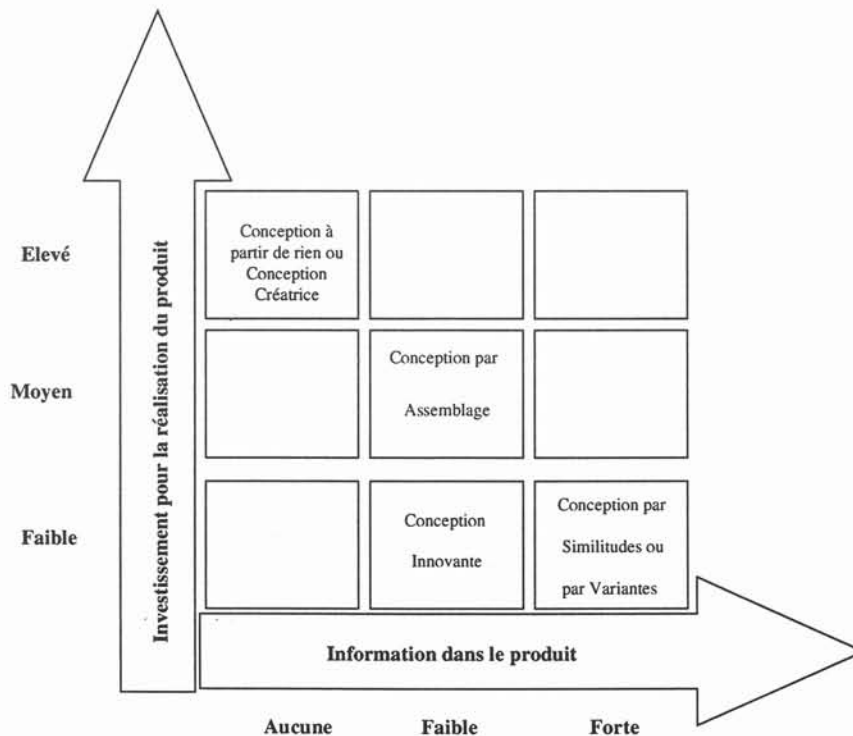 Investissement pour la réalisation du produit
Elevé
Conception à
partir de rien ou
Conception
Créatrice
Moyen
Conception par
Assemblage
Faible
Conception
Innovante
Conception par
Similitudes ou
par Variantes
Information dans le produit
Aucune
Faible
Forte